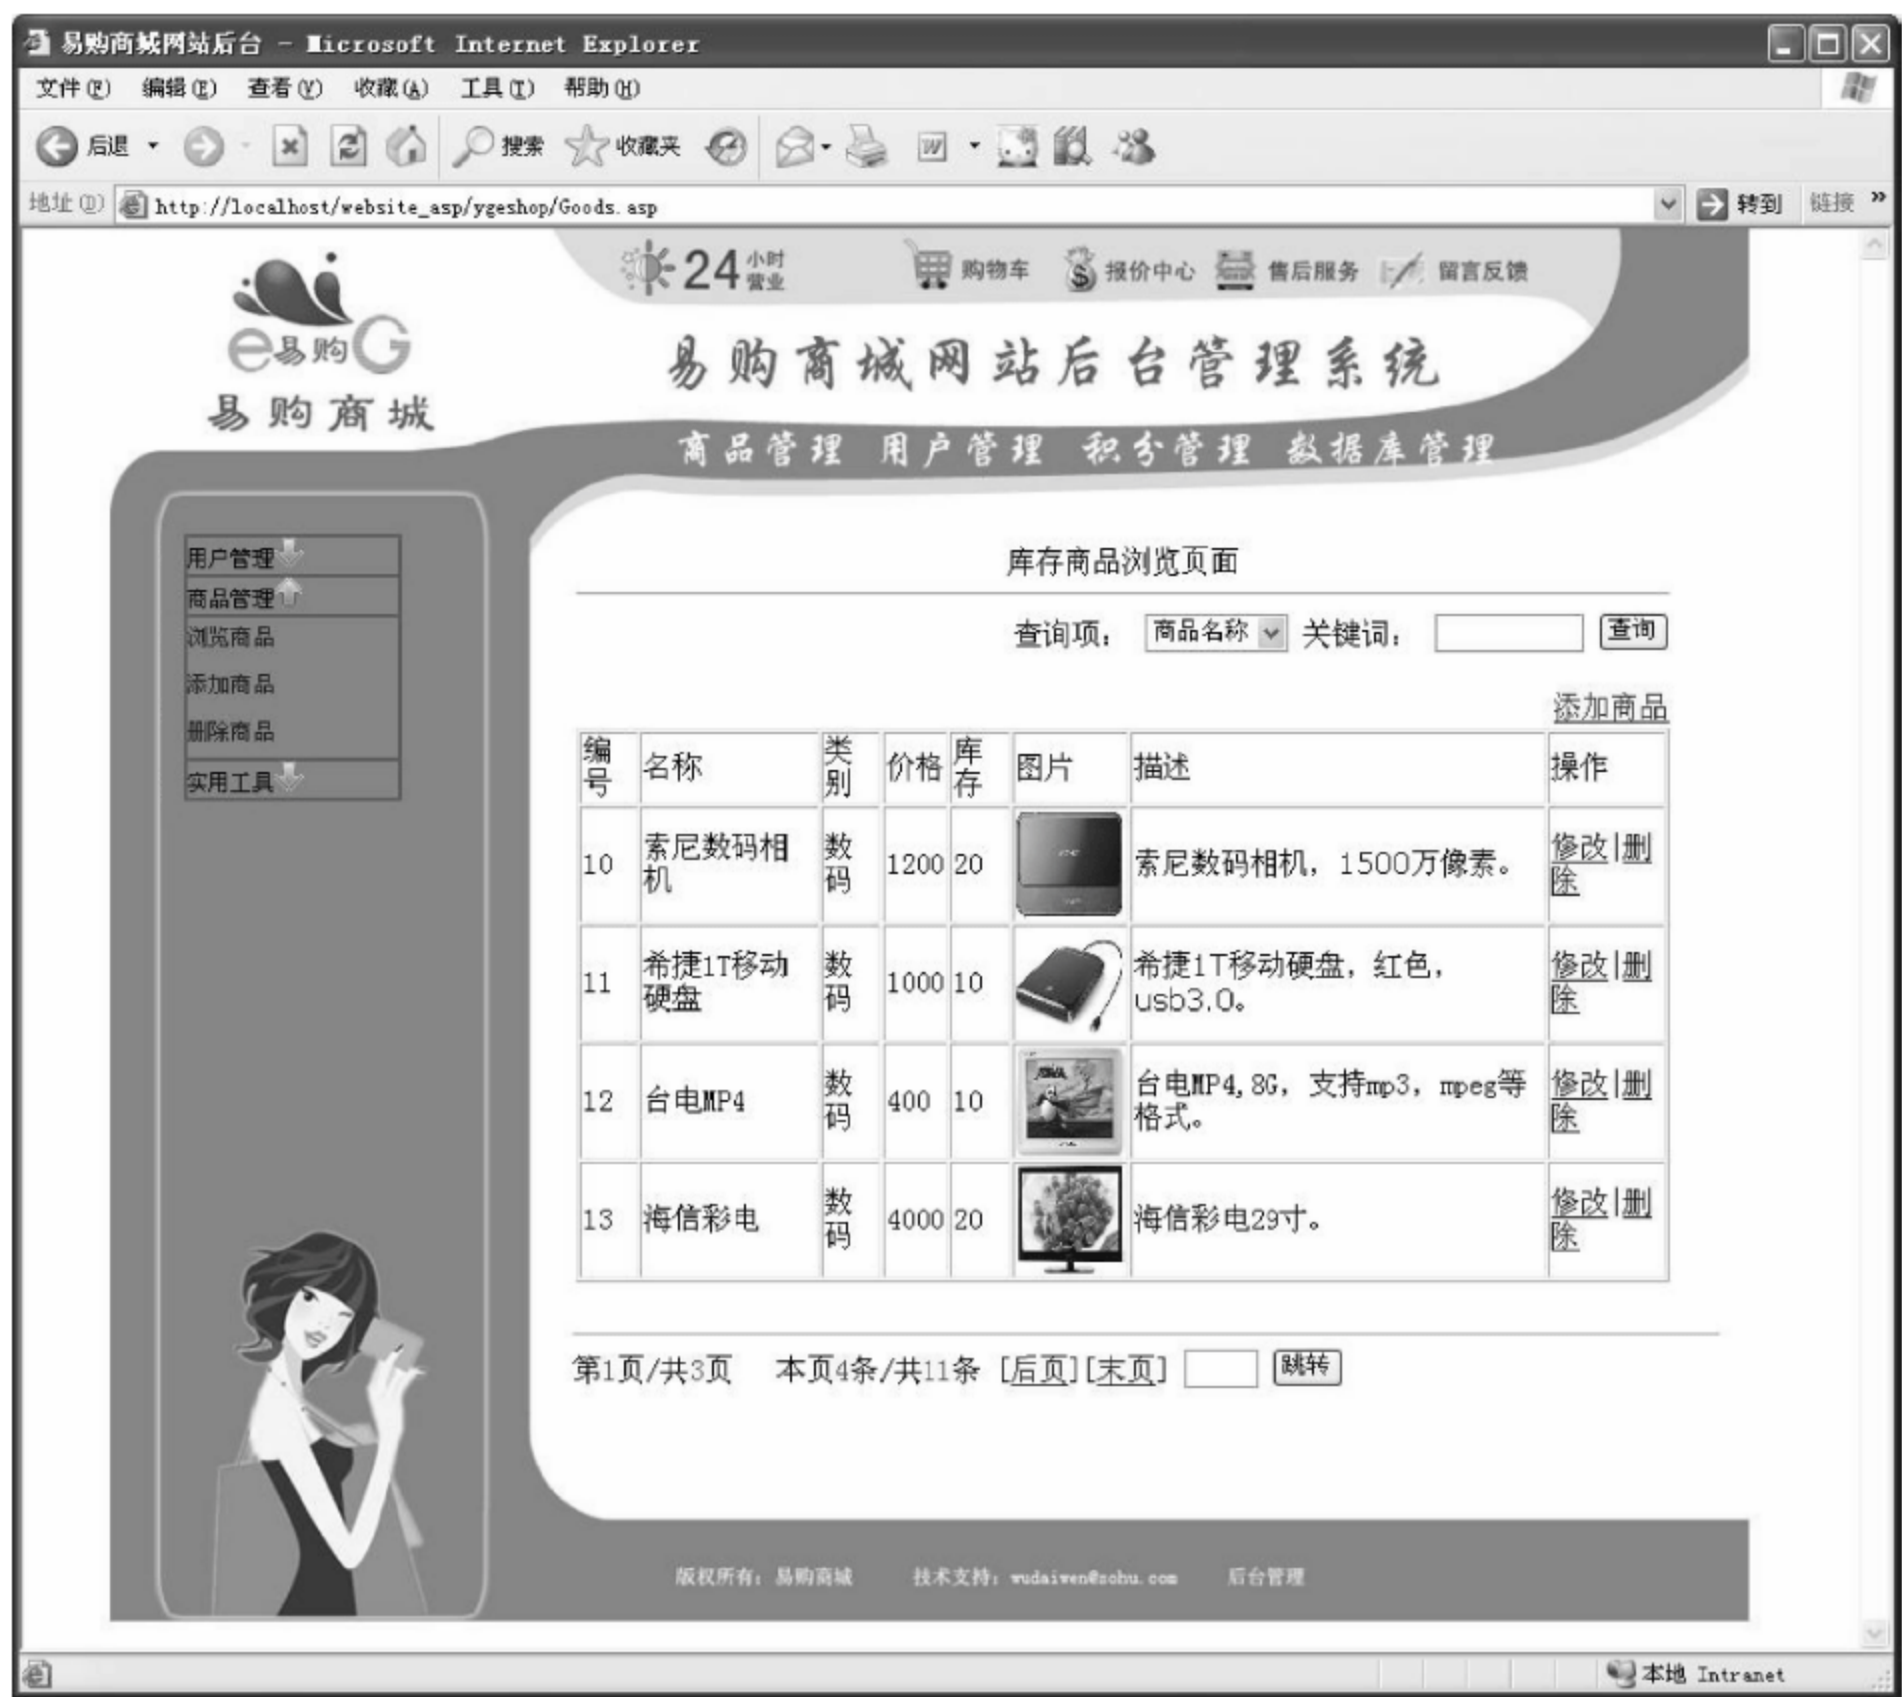 易购商城网站后台 - Microsoft Internet Explorer
文件(F) 编辑(E) 查看(V) 收藏(A) 工具(T) 帮助(H)
后退 搜索 收藏夹
地址(D) http://localhost/website_asp/ygeshop/Goods.asp 转到 链接 »
24小时营业 购物车 报价中心 售后服务 留言反馈
e易购G
易购商城
易购商城网站后台管理系统
商品管理 用户管理 积分管理 数据库管理
用户管理
商品管理
浏览商品
添加商品
删除商品
实用工具
库存商品浏览页面
查询项: 商品名称 关键词: 查询
添加商品
编号 名称 类别 价格 库存 图片 描述 操作
10 索尼数码相机 数码 1200 20 索尼数码相机，1500万像素。 修改|删除
11 希捷1T移动硬盘 数码 1000 10 希捷1T移动硬盘，红色，usb3.0。 修改|删除
12 台电MP4 数码 400 10 台电MP4,8G，支持mp3，mpeg等格式。 修改|删除
13 海信彩电 数码 4000 20 海信彩电29寸。 修改|删除
第1页/共3页 本页4条/共11条 [后页][末页] 跳转
版权所有：易购商城 技术支持：wudaiwen@sohu.com 后台管理
本地 Intranet